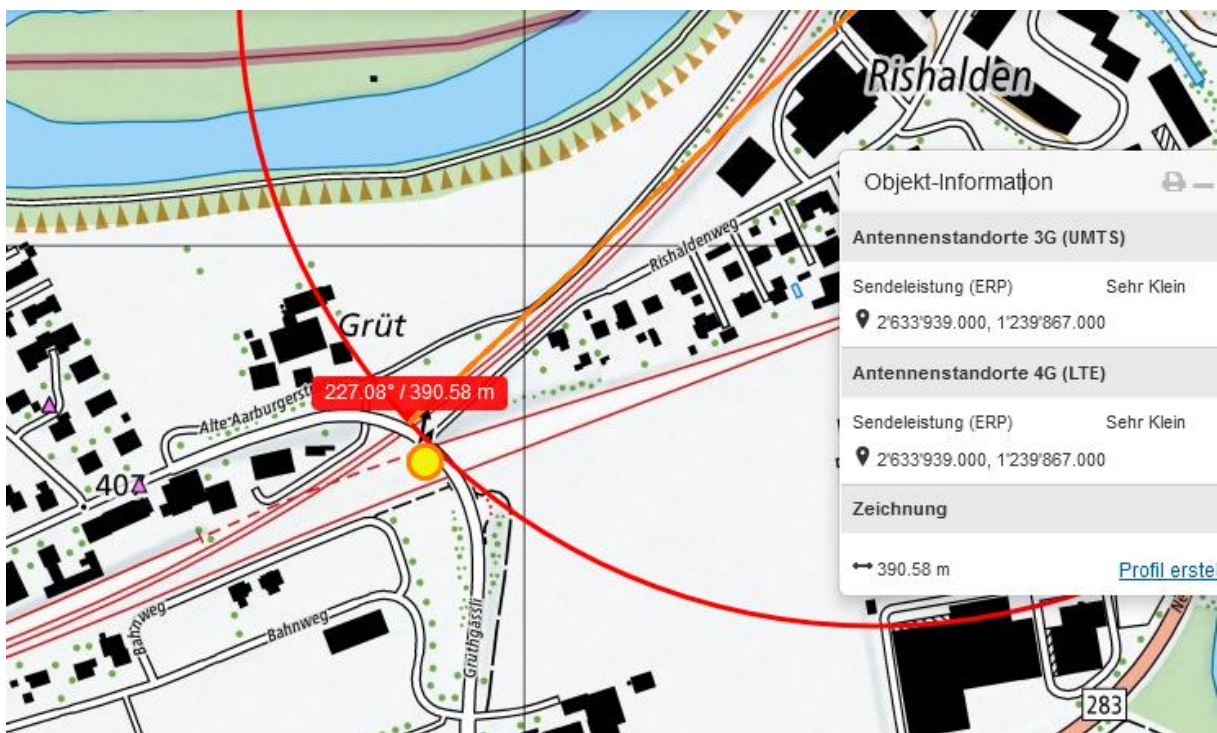 Rishalden
Objekt-Information
Antennenstandorte 3G (UMTS)
Sendeleistung (ERP) Sehr Klein
2'633'939.000, 1'239'867.000
Antennenstandorte 4G (LTE)
Sendeleistung (ERP) Sehr Klein
2'633'939.000, 1'239'867.000
Zeichnung
390.58 m Profil erstel
Rishaldenweg
Grüt
227.08° / 390.58 m
Alte Aarburgerstr
407
Bahnweg
Bahnweg
Grüthgässli
283